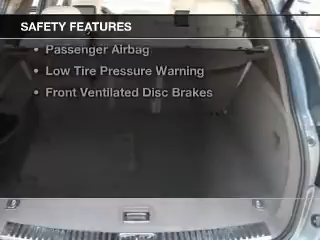 SAFETY FEATURES
• Passenger Airbag
• Low Tire Pressure Warning
• Front Ventilated Disc Brakes